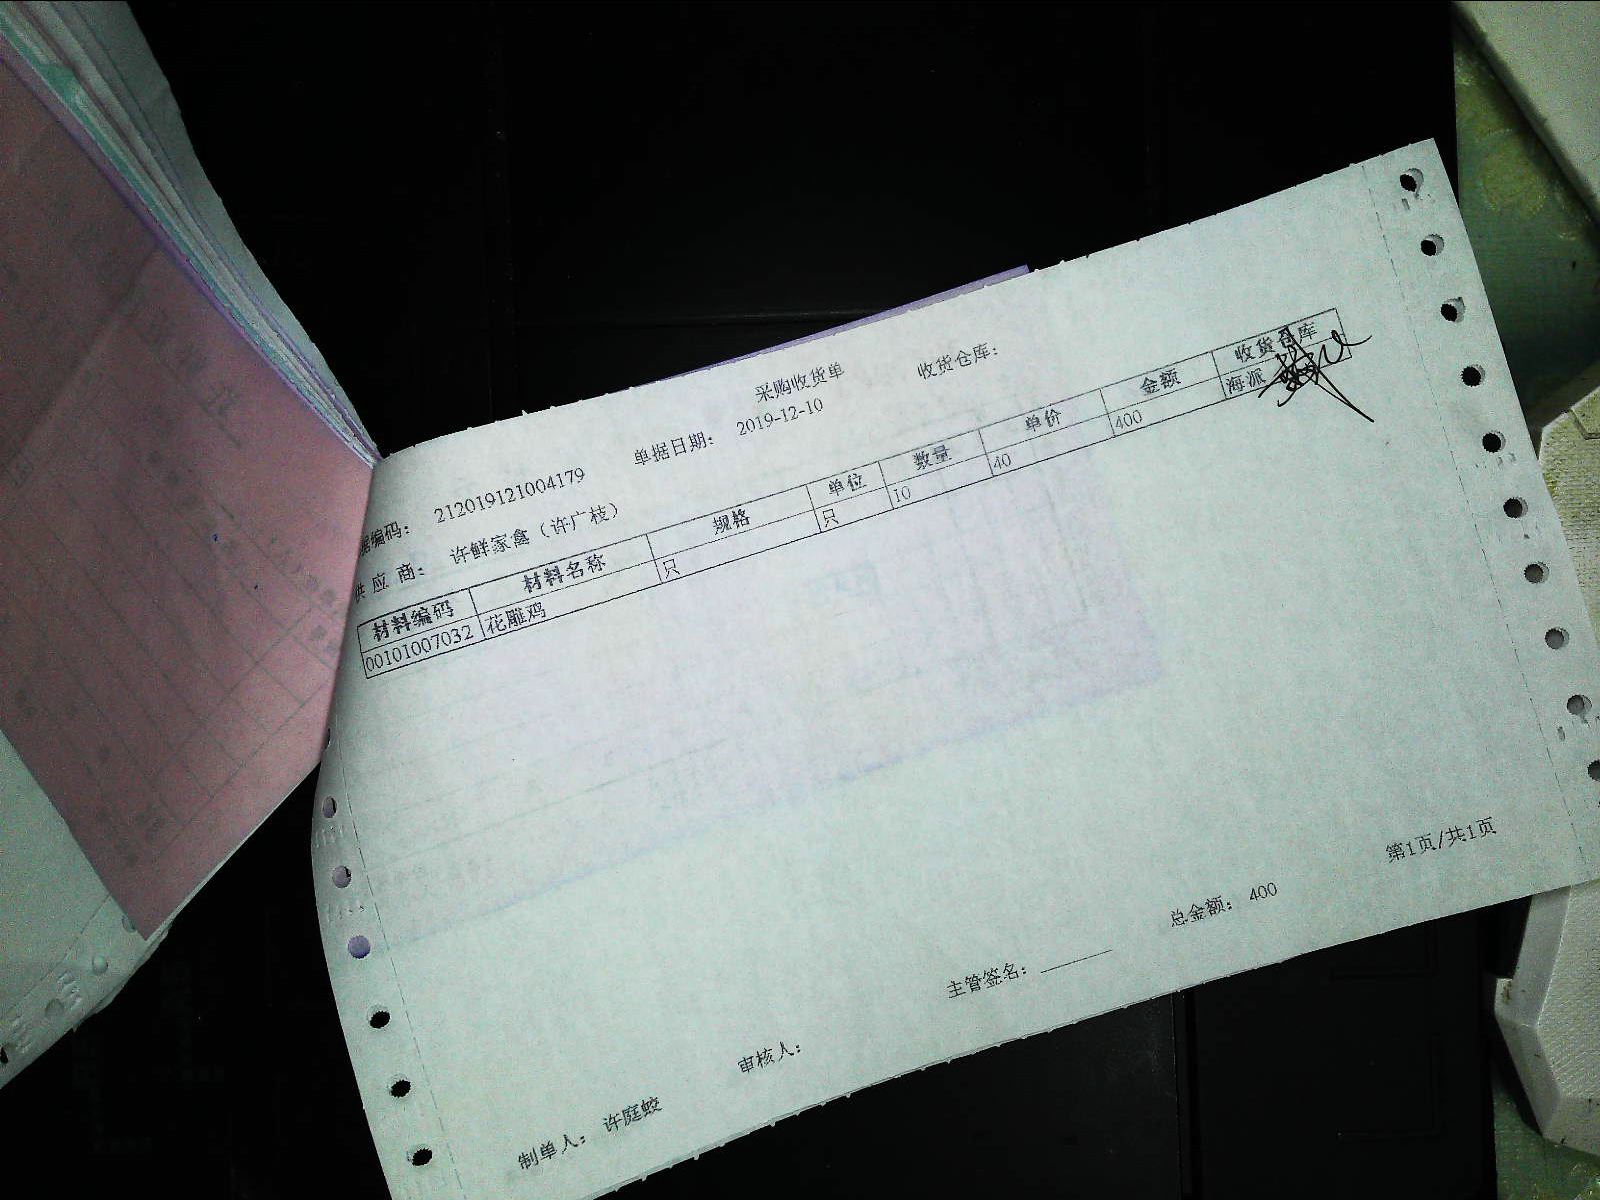 采购收货单
收货仓库：
据编码： 212019121004179 单据日期： 2019-12-10
供 应 商： 许鲜家禽（许广枝）
材料编码 材料名称 规格 单位 数量 单价 金额 收货仓库
00101007032 花雕鸡 只 只 10 40 400 海派
主管签名： 总金额： 400 第1页/共1页
制单人： 许庭蛟 审核人：